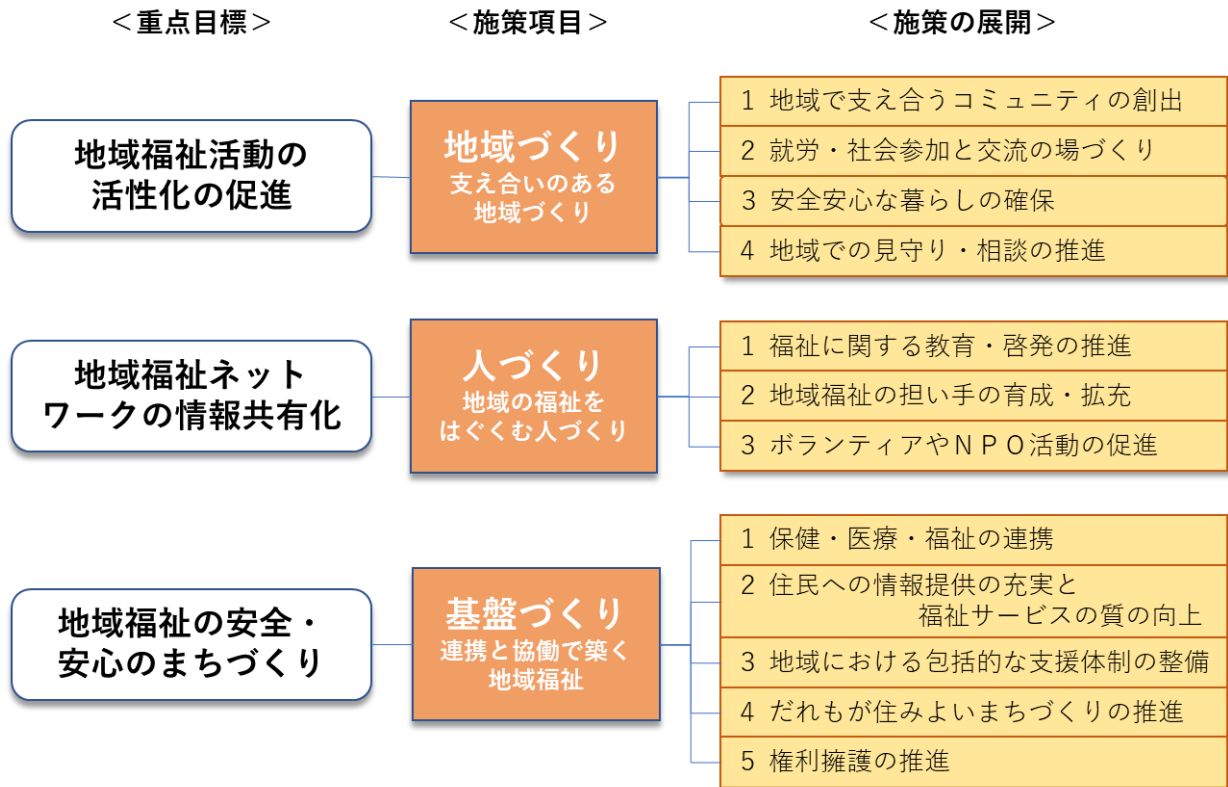 ＜重点目標＞
＜施策項目＞
＜施策の展開＞
地域福祉活動の
活性化の促進
地域づくり
支え合いのある
地域づくり
1 地域で支え合うコミュニティの創出
2 就労・社会参加と交流の場づくり
3 安全安心な暮らしの確保
4 地域での見守り・相談の推進
地域福祉ネット
ワークの情報共有化
人づくり
地域の福祉を
はぐくむ人づくり
1 福祉に関する教育・啓発の推進
2 地域福祉の担い手の育成・拡充
3 ボランティアやＮＰＯ活動の促進
地域福祉の安全・
安心のまちづくり
基盤づくり
連携と協働で築く
地域福祉
1 保健・医療・福祉の連携
2 住民への情報提供の充実と
福祉サービスの質の向上
3 地域における包括的な支援体制の整備
4 だれもが住みよいまちづくりの推進
5 権利擁護の推進